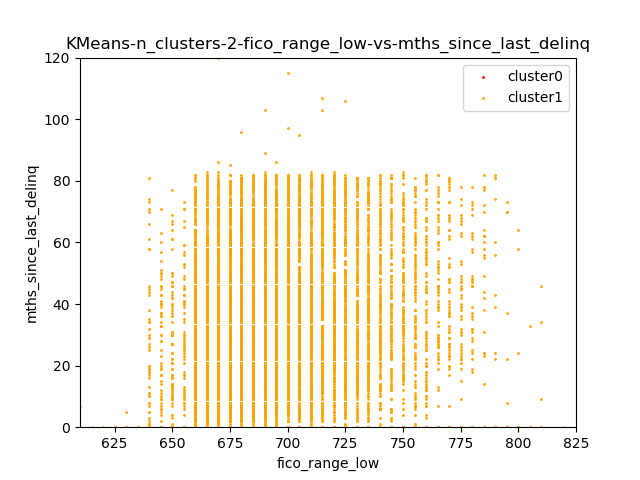 KMeans-n_clusters-2-fico_range_low-vs-mths_since_last_delinq
120
100
80
60
40
20
0
mths_since_last_delinq
cluster0
cluster1
625 650 675 700 725 750 775 800 825
fico_range_low